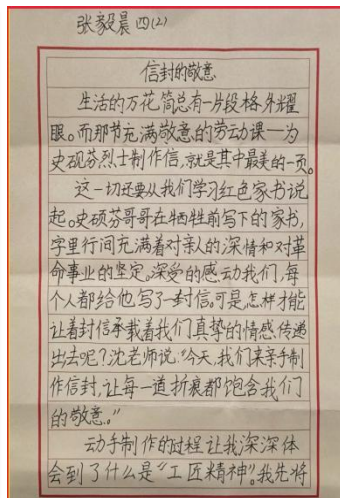 张毅晨 四(2)
信封的敬意
生活的万花筒总有一片段格外耀
眼。而那节充满敬意的劳动课—为
史砚芬烈士制作信,就是其中最美的一页。
这一切还要从我们学习红色家书说
起。史硕芬哥哥在牺牲前写下的家书,
字里行间充满着对亲人的深情和对革
命事业的坚定。深受的感动我们,每
个人都给他写了一封信。可是,怎样才能
让着封信承载着我们真挚的情感传递
出去呢?沈老师说:“今天,我们来亲手制
作信封,让每一道折痕都饱含我们
的敬意。”
动手制作的过程让我深深体
会到了什么是“工匠精神”。我先将